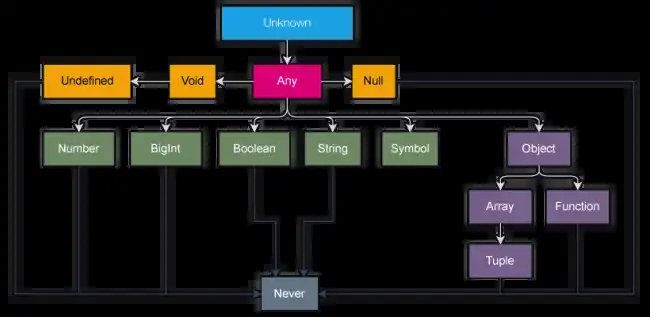 Unknown
Undefined
Void
Any
Null
Number
BigInt
Boolean
String
Symbol
Object
Array
Function
Tuple
Never